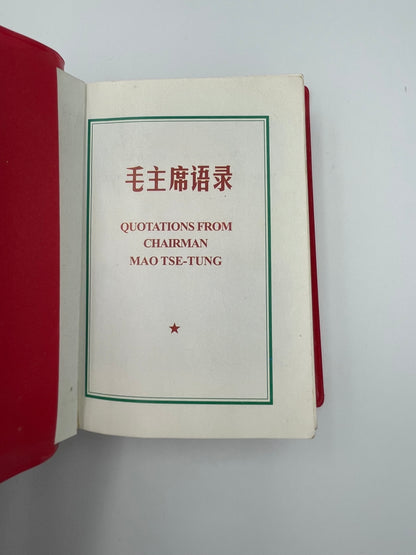 毛主席语录
QUOTATIONS FROM
CHAIRMAN
MAO TSE-TUNG